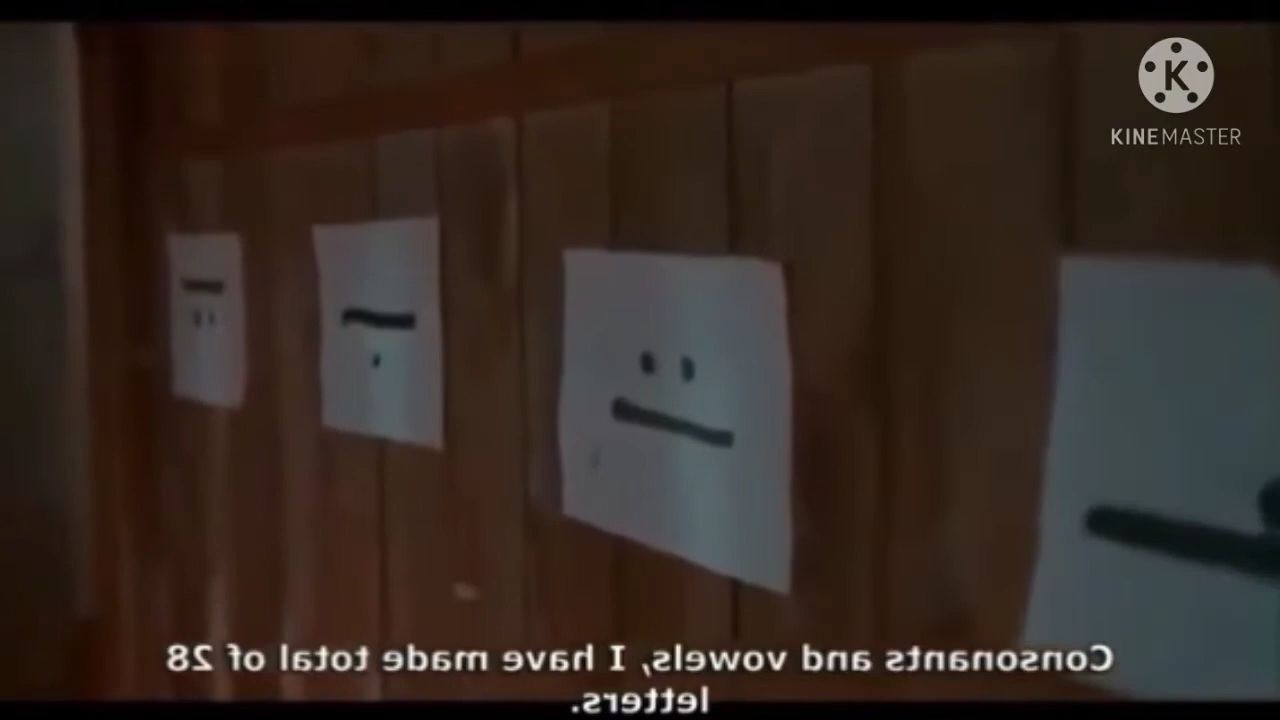 KINEMASTER
Consonants and vowels, I have made total of 28
letters.